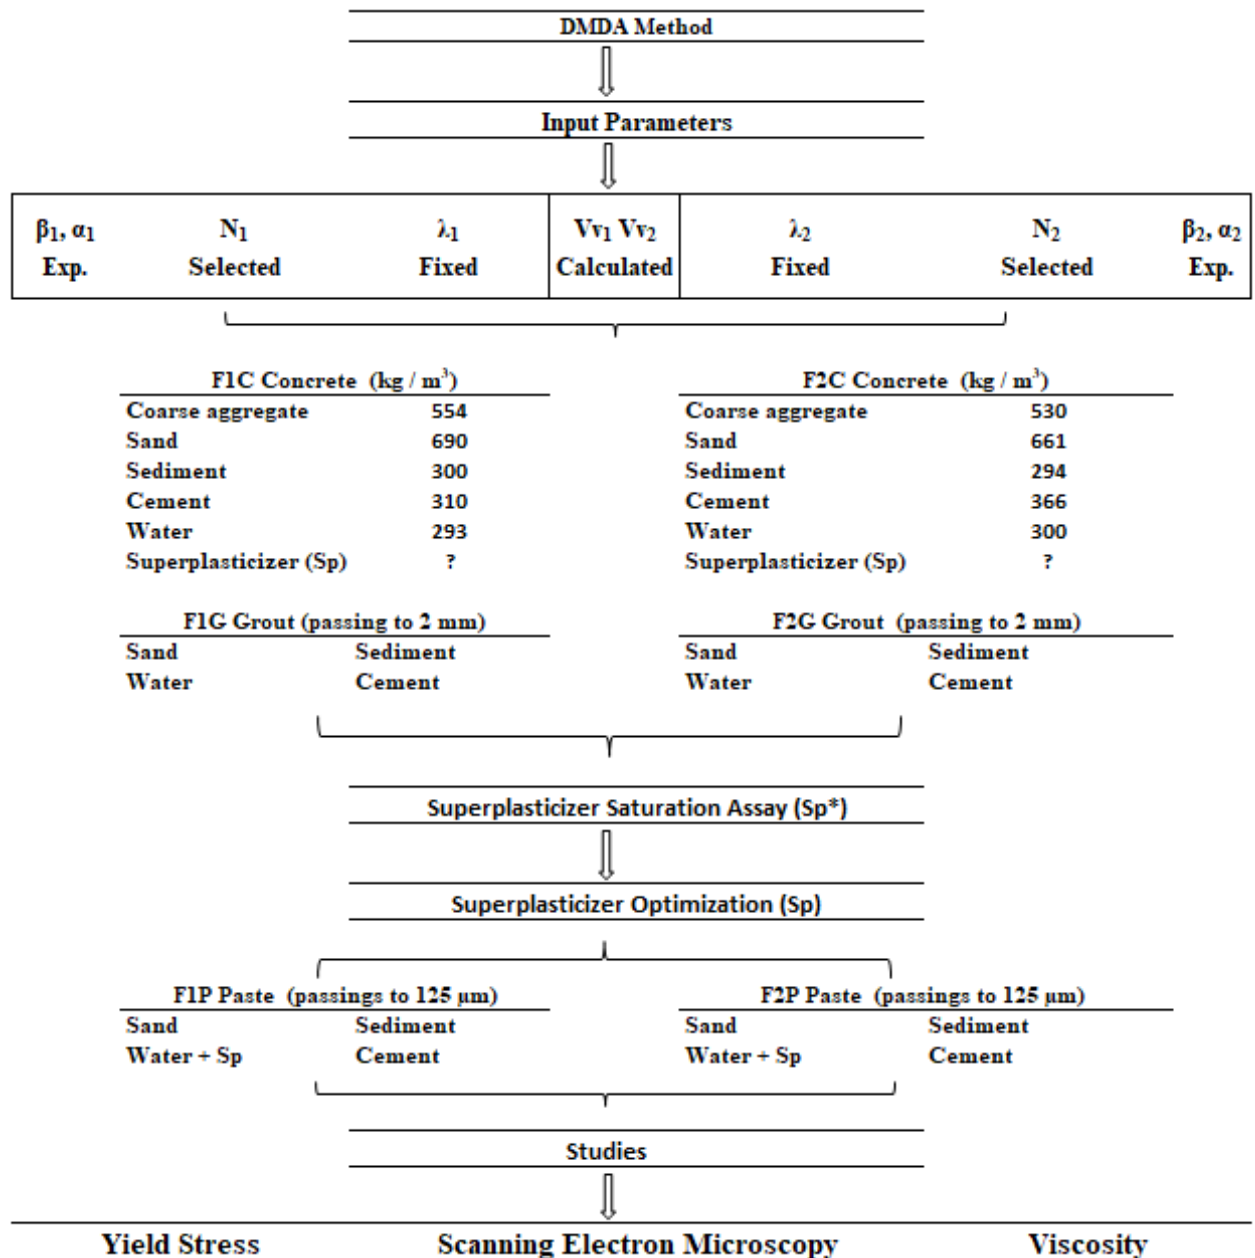 DMDA Method
Input Parameters
β₁, α₁ N₁ λ₁ Vv₁ Vv₂ λ₂ N₂ β₂, α₂
Exp. Selected Fixed Calculated Fixed Selected Exp.
F1C Concrete (kg / m³) F2C Concrete (kg / m³)
Coarse aggregate 554 Coarse aggregate 530
Sand 690 Sand 661
Sediment 300 Sediment 294
Cement 310 Cement 366
Water 293 Water 300
Superplasticizer (Sp) ? Superplasticizer (Sp) ?
F1G Grout (passing to 2 mm) F2G Grout (passing to 2 mm)
Sand Sediment Sand Sediment
Water Cement Water Cement
Superplasticizer Saturation Assay (Sp*)
Superplasticizer Optimization (Sp)
F1P Paste (passings to 125 μm) F2P Paste (passings to 125 μm)
Sand Sediment Sand Sediment
Water + Sp Cement Water + Sp Cement
Studies
Yield Stress Scanning Electron Microscopy Viscosity